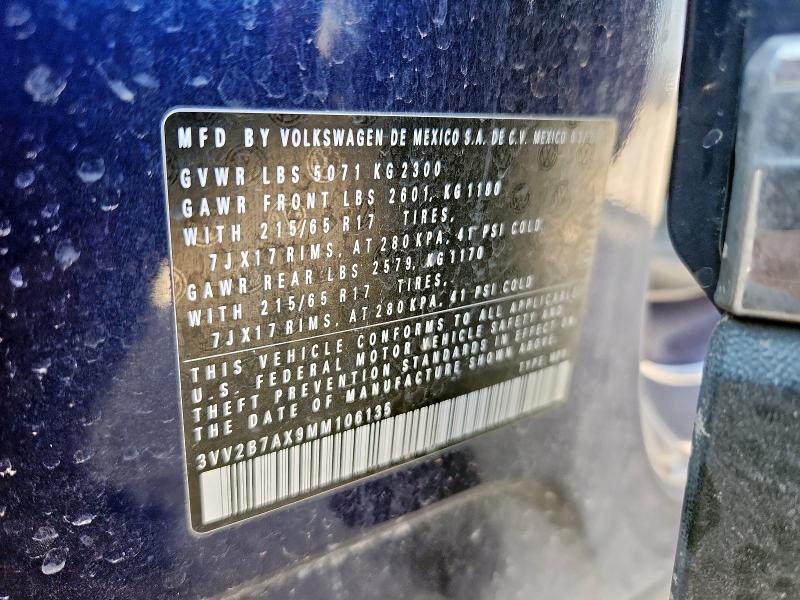 MFD BY VOLKSWAGEN DE MEXICO S.A. DE C.V. MEXICO
GVWR LBS 5071 KG 2300
GAWR FRONT LBS 2601, KG 1180
WITH 215/65 R17 TIRES,
7JX17 RIMS, AT 280 KPA, 41 PSI COLD
GAWR REAR LBS 2579, KG 1170
WITH 215/65 R17 TIRES,
7JX17 RIMS, AT 280 KPA, 41 PSI COLD
THIS VEHICLE CONFORMS TO ALL APPLICABLE
U.S. FEDERAL MOTOR VEHICLE SAFETY AND
THEFT PREVENTION STANDARDS IN EFFECT ON
THE DATE OF MANUFACTURE SHOWN ABOVE.
3VV2B7AX9MM106135 TYPE: